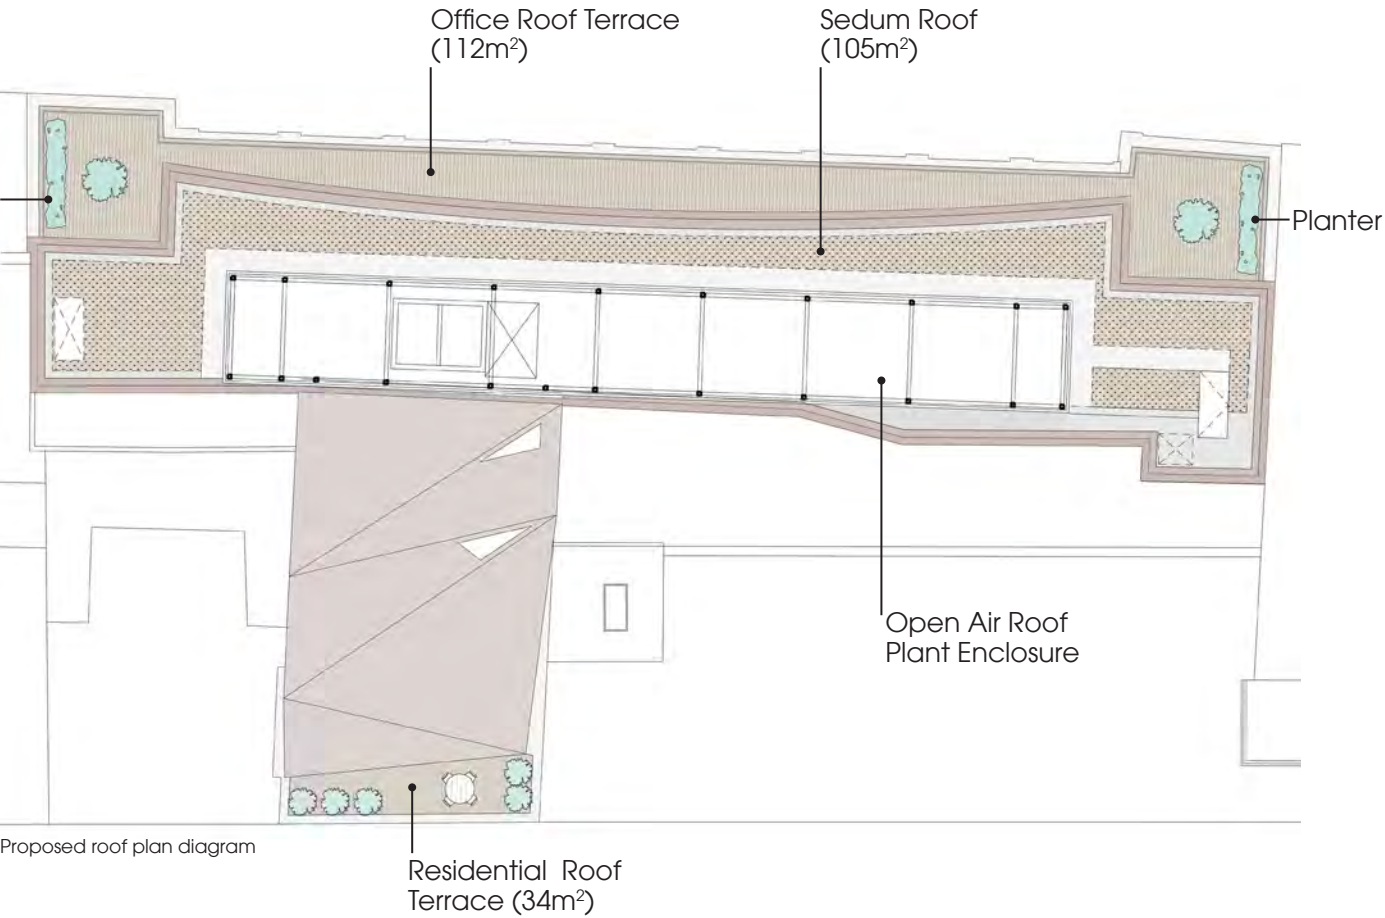 Office Roof Terrace
(112m²)
Sedum Roof
(105m²)
Planter
Open Air Roof
Plant Enclosure
Proposed roof plan diagram
Residential Roof
Terrace (34m²)